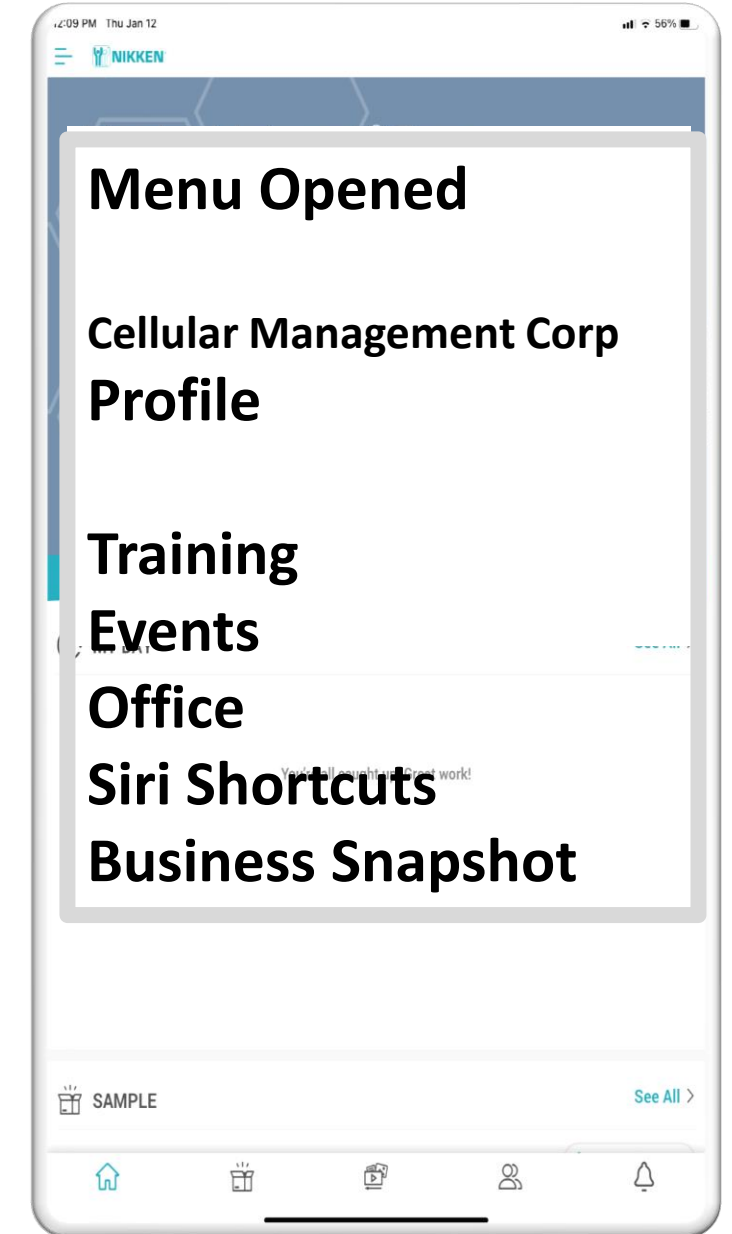 12:09 PM Thu Jan 12
56%
NIKKEN
Menu Opened
Cellular Management Corp
Profile
Training
Events
Office
Siri Shortcuts
Business Snapshot
work!
SAMPLE
See All >